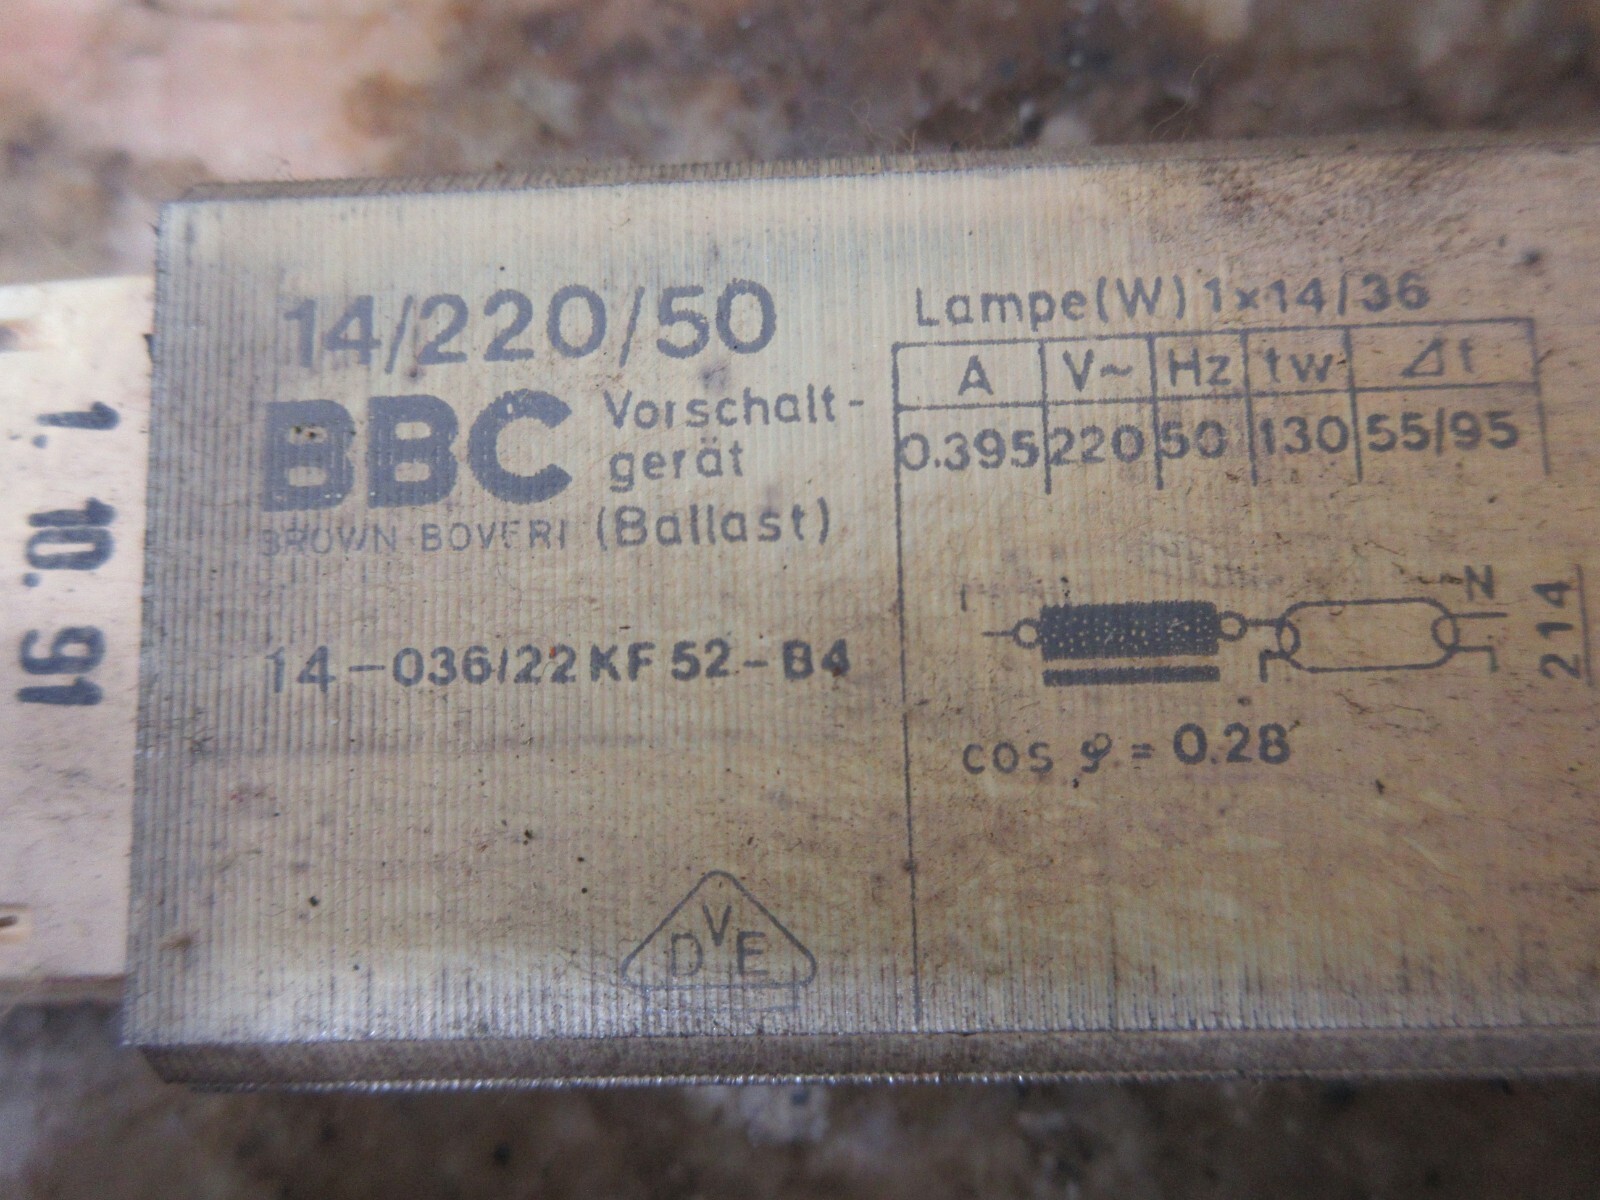 14/220/50
BBC
BROWN BOVERI
Vorschalt-
gerät
(Ballast)
14-036/22 KF 52-B4
DVE
Lampe(W) 1x14/36
A V~ Hz tw Δt
0.395 220 50 130 55/95
N
214
cos φ = 0.28
1. 10. 91